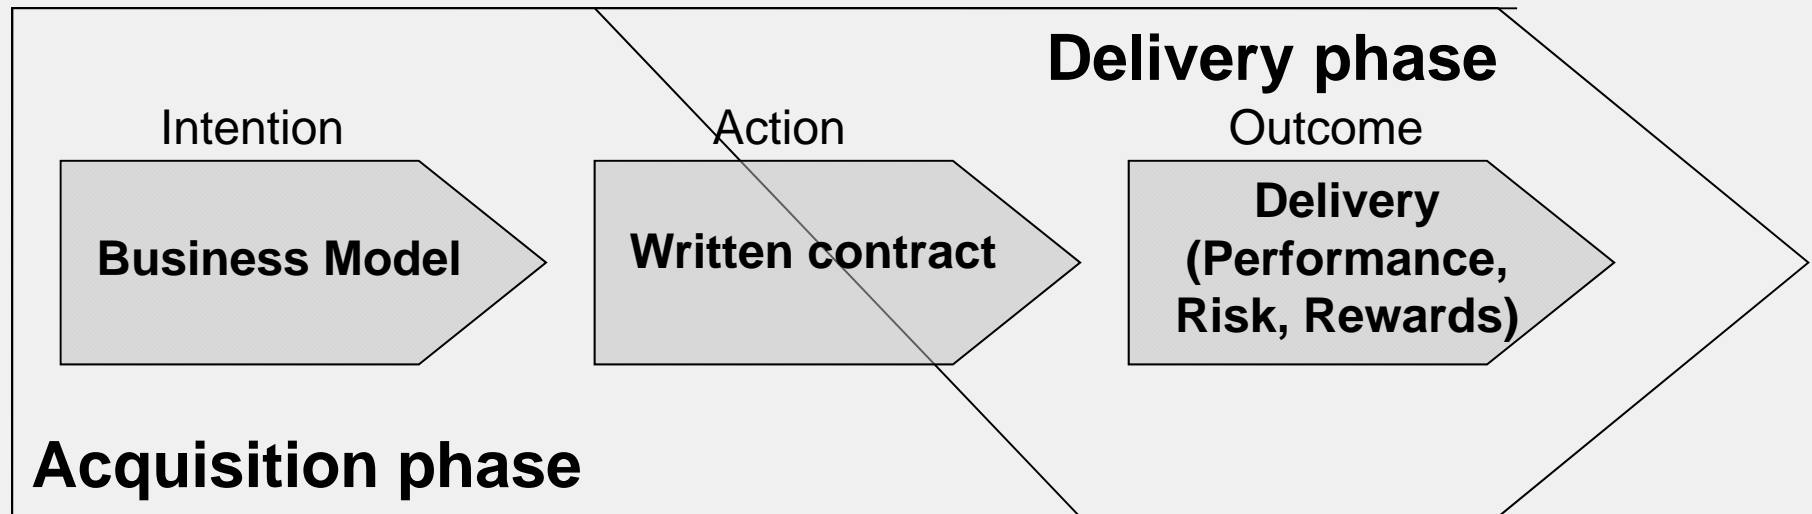 Delivery phase
Intention
Action
Outcome
Business Model
Written contract
Delivery
(Performance,
Risk, Rewards)
Acquisition phase